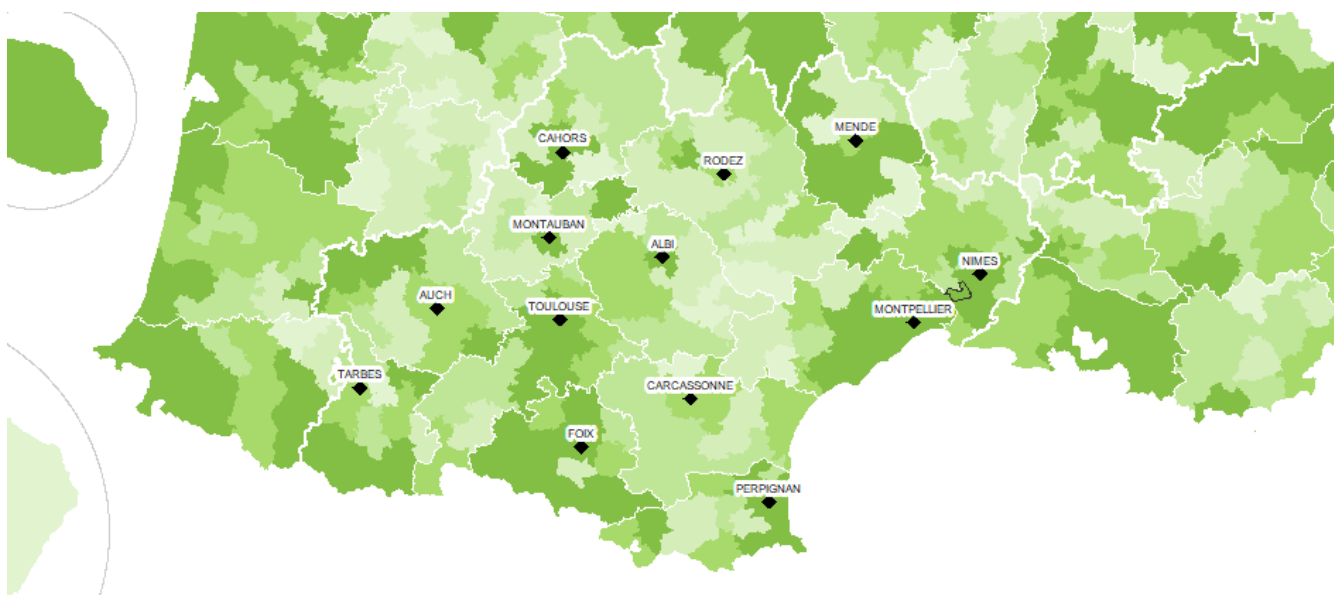 MENDE
CAHORS
RODEZ
MONTAUBAN
ALBI
NIMES
AUCH
TOULOUSE
MONTPELLIER
TARBES
CARCASSONNE
FOIX
PERPIGNAN